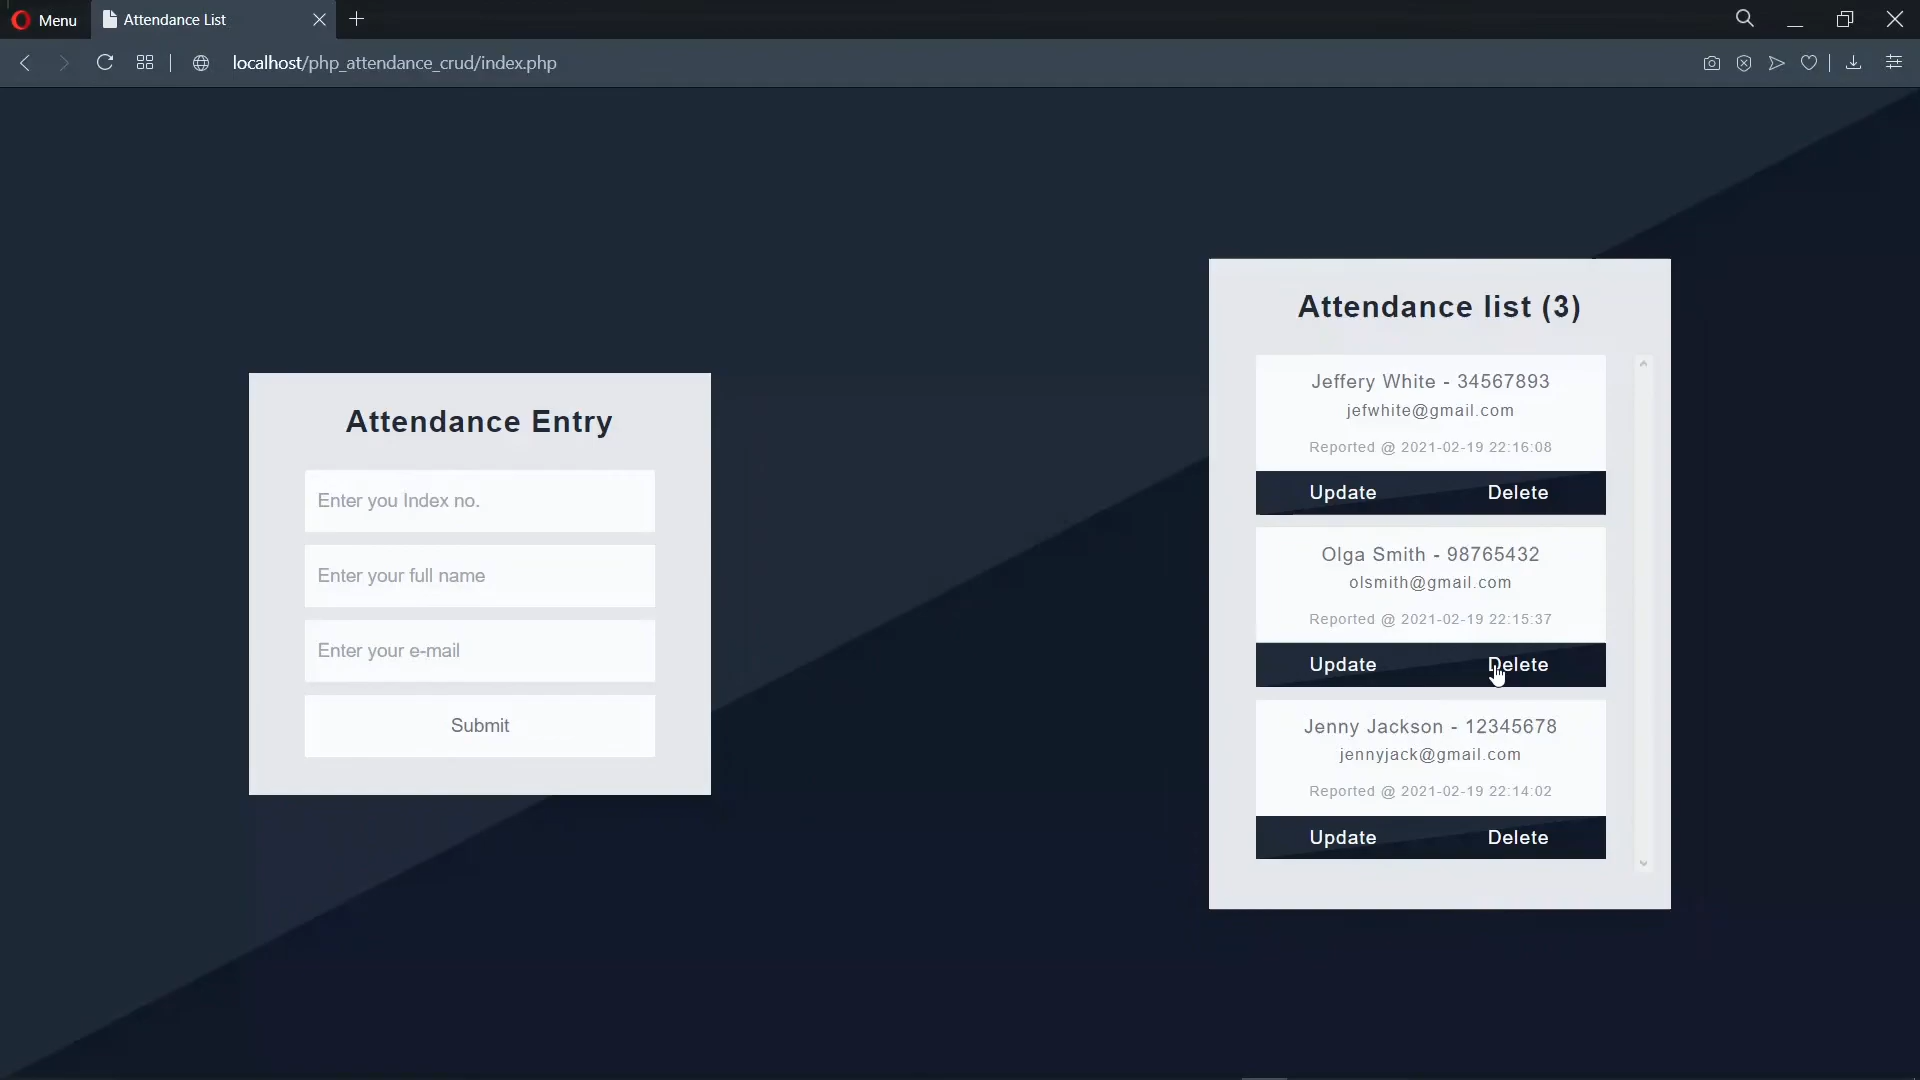 Menu
Attendance List
localhost/php_attendance_crud/index.php
Attendance Entry
Enter you Index no.
Enter your full name
Enter your e-mail
Submit
Attendance list (3)
Jeffery White - 34567893
jefwhite@gmail.com
Reported @ 2021-02-19 22:16:08
Update Delete
Olga Smith - 98765432
olsmith@gmail.com
Reported @ 2021-02-19 22:15:37
Update Delete
Jenny Jackson - 12345678
jennyjack@gmail.com
Reported @ 2021-02-19 22:14:02
Update Delete